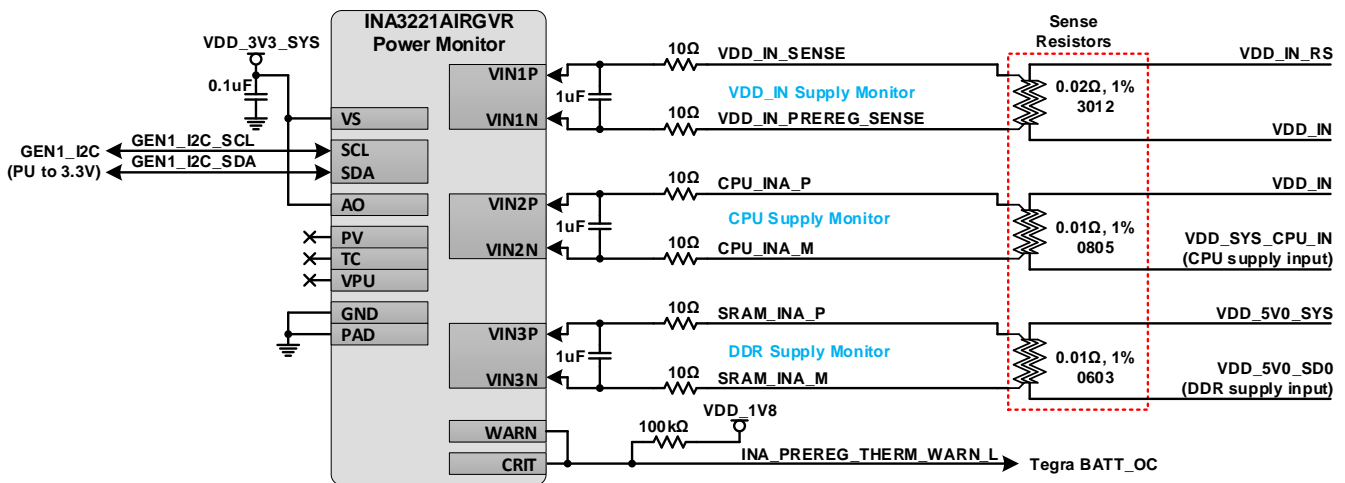 INA3221AIRGVR
Power Monitor
Sense
Resistors
VDD_3V3_SYS
0.1uF
VS
SCL
SDA
AO
PV
TC
VPU
GND
PAD
GEN1_I2C
(PU to 3.3V)
GEN1_I2C_SCL
GEN1_I2C_SDA
VIN1P
VIN1N
1uF
10Ω
VDD_IN_SENSE
VDD_IN Supply Monitor
10Ω
VDD_IN_PREREG_SENSE
0.02Ω, 1%
3012
VDD_IN_RS
VDD_IN
VIN2P
VIN2N
1uF
10Ω
CPU_INA_P
CPU Supply Monitor
10Ω
CPU_INA_M
0.01Ω, 1%
0805
VDD_IN
VDD_SYS_CPU_IN
(CPU supply input)
VIN3P
VIN3N
1uF
10Ω
SRAM_INA_P
DDR Supply Monitor
10Ω
SRAM_INA_M
0.01Ω, 1%
0603
VDD_5V0_SYS
VDD_5V0_SD0
(DDR supply input)
WARN
CRIT
100kΩ
VDD_1V8
INA_PREREG_THERM_WARN_L
Tegra BATT_OC